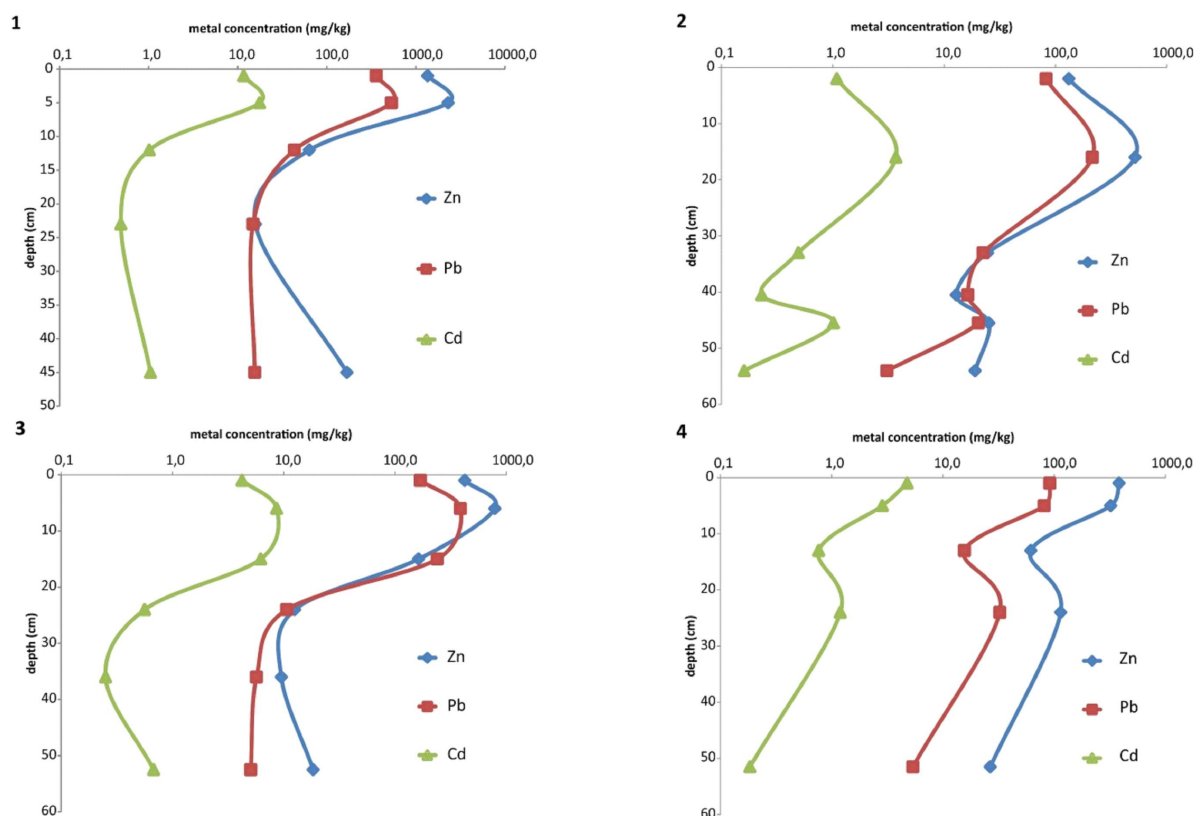 1
metal concentration (mg/kg)
0,1 1,0 10,0 100,0 1000,0 10000,0
0
5
10
15
20
25
30
35
40
45
50
depth (cm)
Zn
Pb
Cd
2
metal concentration (mg/kg)
0,1 1,0 10,0 100,0 1000,0
0
10
20
30
40
50
60
depth (cm)
Zn
Pb
Cd
3
metal concentration (mg/kg)
0,1 1,0 10,0 100,0 1000,0
0
10
20
30
40
50
60
depth (cm)
Zn
Pb
Cd
4
metal concentration (mg/kg)
0,1 1,0 10,0 100,0 1000,0
0
10
20
30
40
50
60
depth (cm)
Zn
Pb
Cd